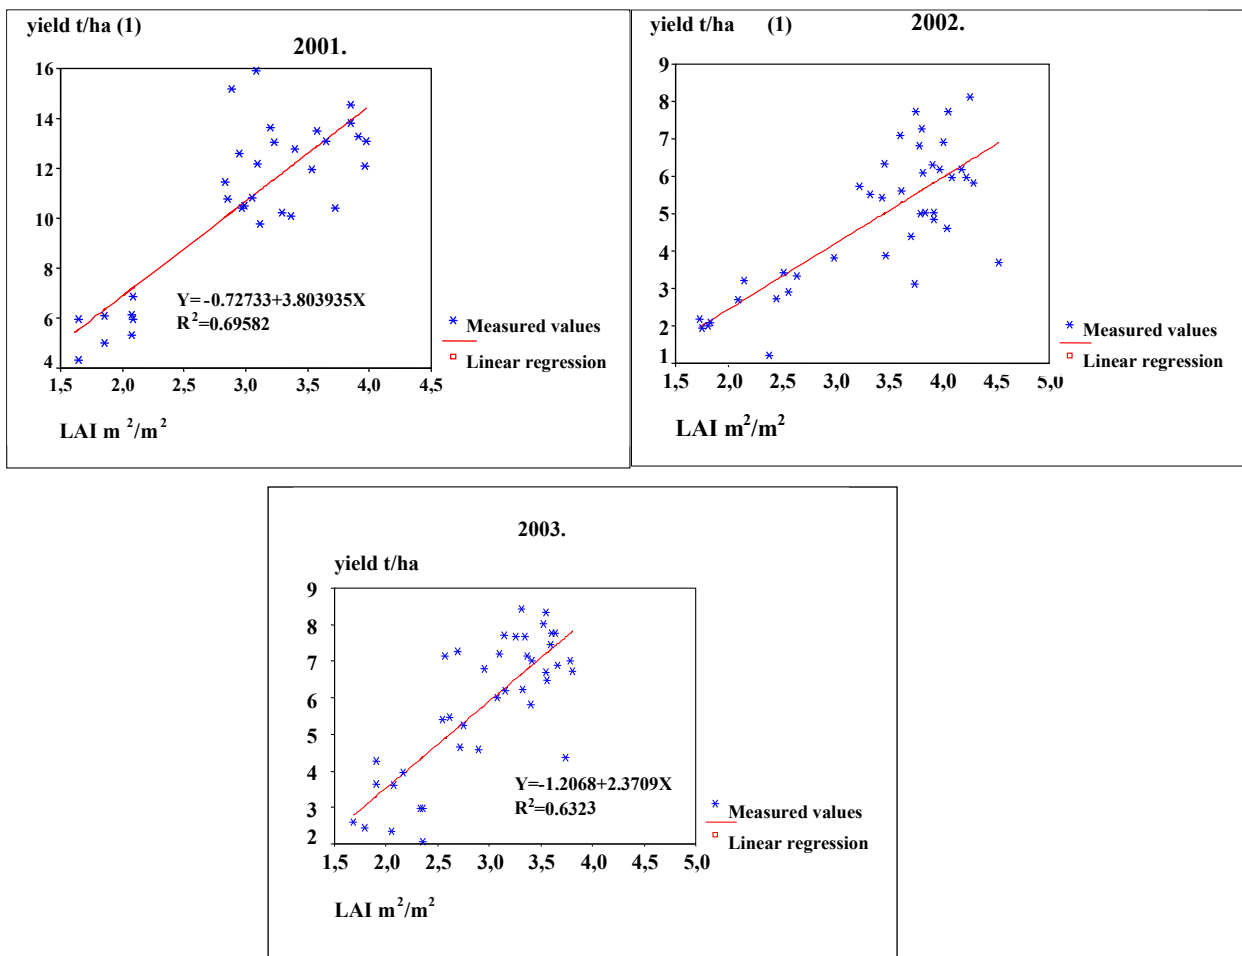 yield t/ha (1)
2001.
16
14
12
10
8
6
4
1,5 2,0 2,5 3,0 3,5 4,0 4,5
Y= -0.72733+3.803935X
R²=0.69582
Measured values
Linear regression
LAI m ²/m²
yield t/ha (1)
2002.
9
8
7
6
5
4
3
2
1
1,5 2,0 2,5 3,0 3,5 4,0 4,5 5,0
Measured values
Linear regression
LAI m²/m²
2003.
yield t/ha
9
8
7
6
5
4
3
2
1,5 2,0 2,5 3,0 3,5 4,0 4,5 5,0
Y=-1.2068+2.3709X
R²=0.6323
Measured values
Linear regression
LAI m²/m²